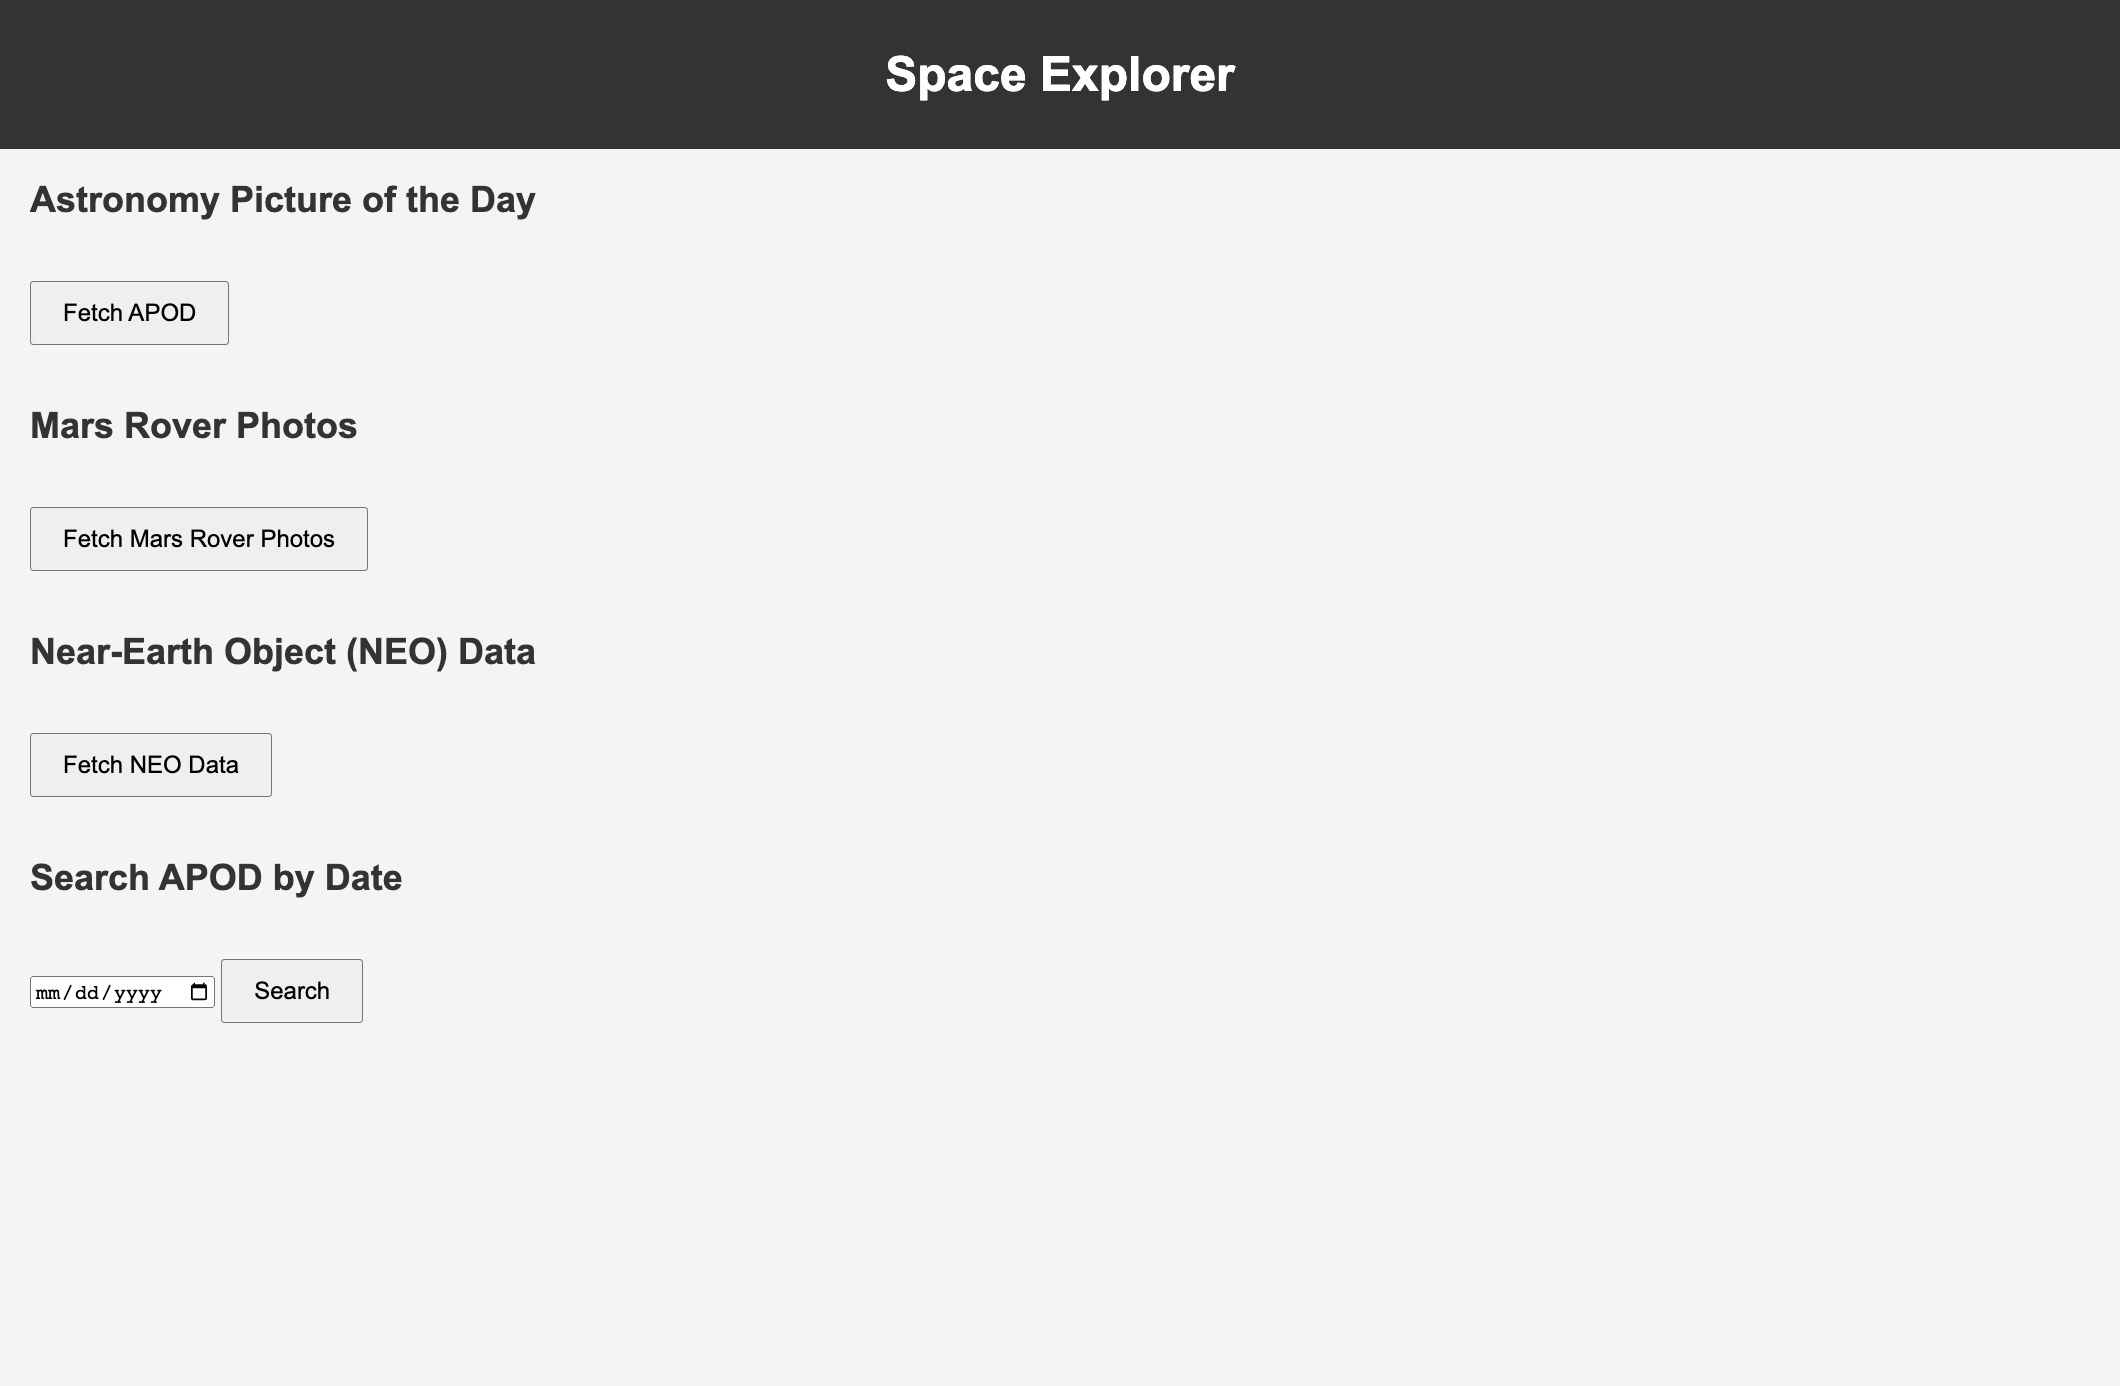 Space Explorer
Astronomy Picture of the Day
Fetch APOD
Mars Rover Photos
Fetch Mars Rover Photos
Near-Earth Object (NEO) Data
Fetch NEO Data
Search APOD by Date
mm/dd/yyyy Search